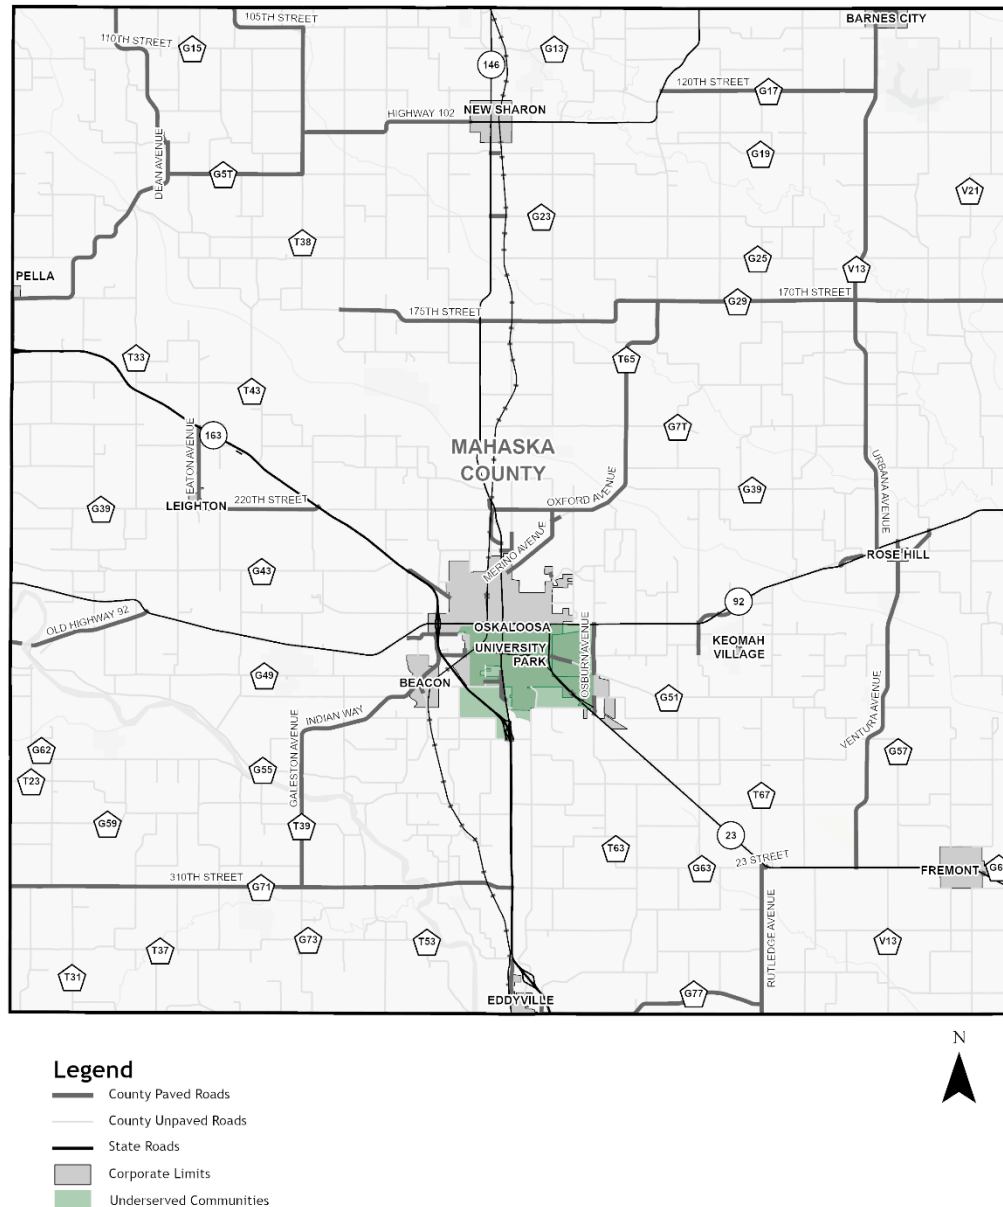 BARNES CITY
105TH STREET
110TH STREET
G15
G13
146
120TH STREET
G17
NEW SHARON
HIGHWAY 102
G19
DEAN AVENUE
G5T
V21
G23
T38
G25
V13
PELLA
170TH STREET
G29
175TH STREET
T33
T65
T43
G7T
163
EATON AVENUE
MAHASKA
COUNTY
URBANA AVENUE
G39
OXFORD AVENUE
220TH STREET
LEIGHTON
G39
MERINO AVENUE
ROSE HILL
G43
92
OLD HIGHWAY 92
OSKALOOSA
OSBURN AVENUE
KEOMAH
VILLAGE
UNIVERSITY
PARK
G49
BEACON
G51
VENTURA AVENUE
INDIAN WAY
GALESTON AVENUE
G62
G57
G55
T23
T67
G59
T39
23
T63
23 STREET
G63
FREMONT
310TH STREET
G71
RUTLEDGE AVENUE
G73
T53
V13
T37
T31
G77
EDDYVILLE
N
Legend
County Paved Roads
County Unpaved Roads
State Roads
Corporate Limits
Underserved Communities